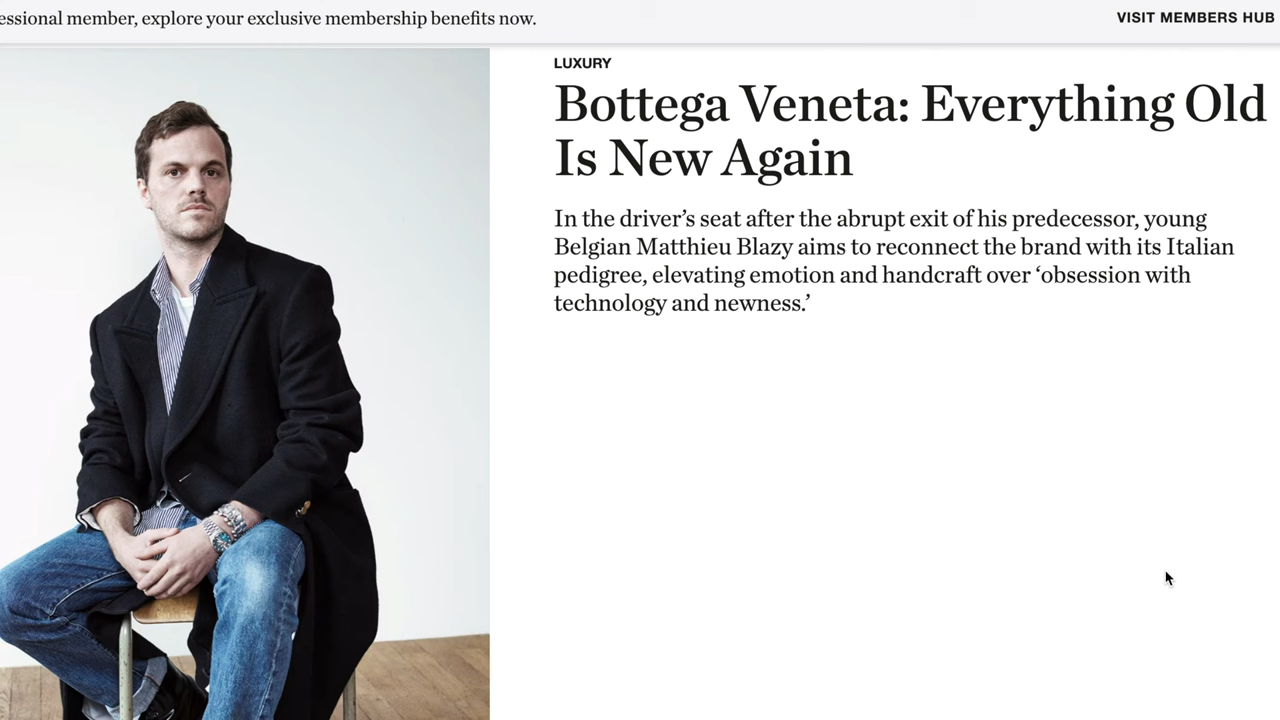 essional member, explore your exclusive membership benefits now.
VISIT MEMBERS HUB
LUXURY
Bottega Veneta: Everything Old
Is New Again
In the driver’s seat after the abrupt exit of his predecessor, young
Belgian Matthieu Blazy aims to reconnect the brand with its Italian
pedigree, elevating emotion and handcraft over ‘obsession with
technology and newness.’